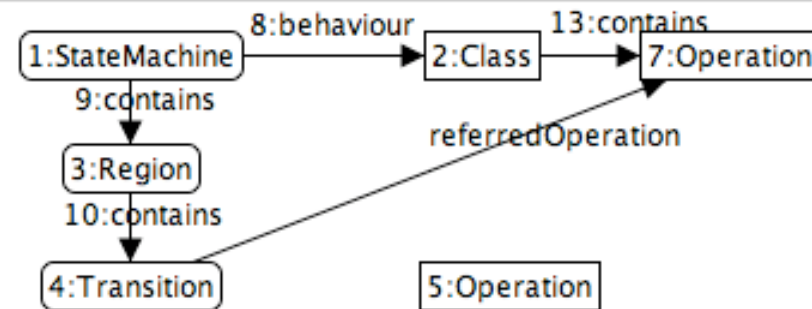 8:behaviour 13:contains
1:StateMachine 2:Class 7:Operation
9:contains
referredOperation
3:Region
10:contains
4:Transition 5:Operation